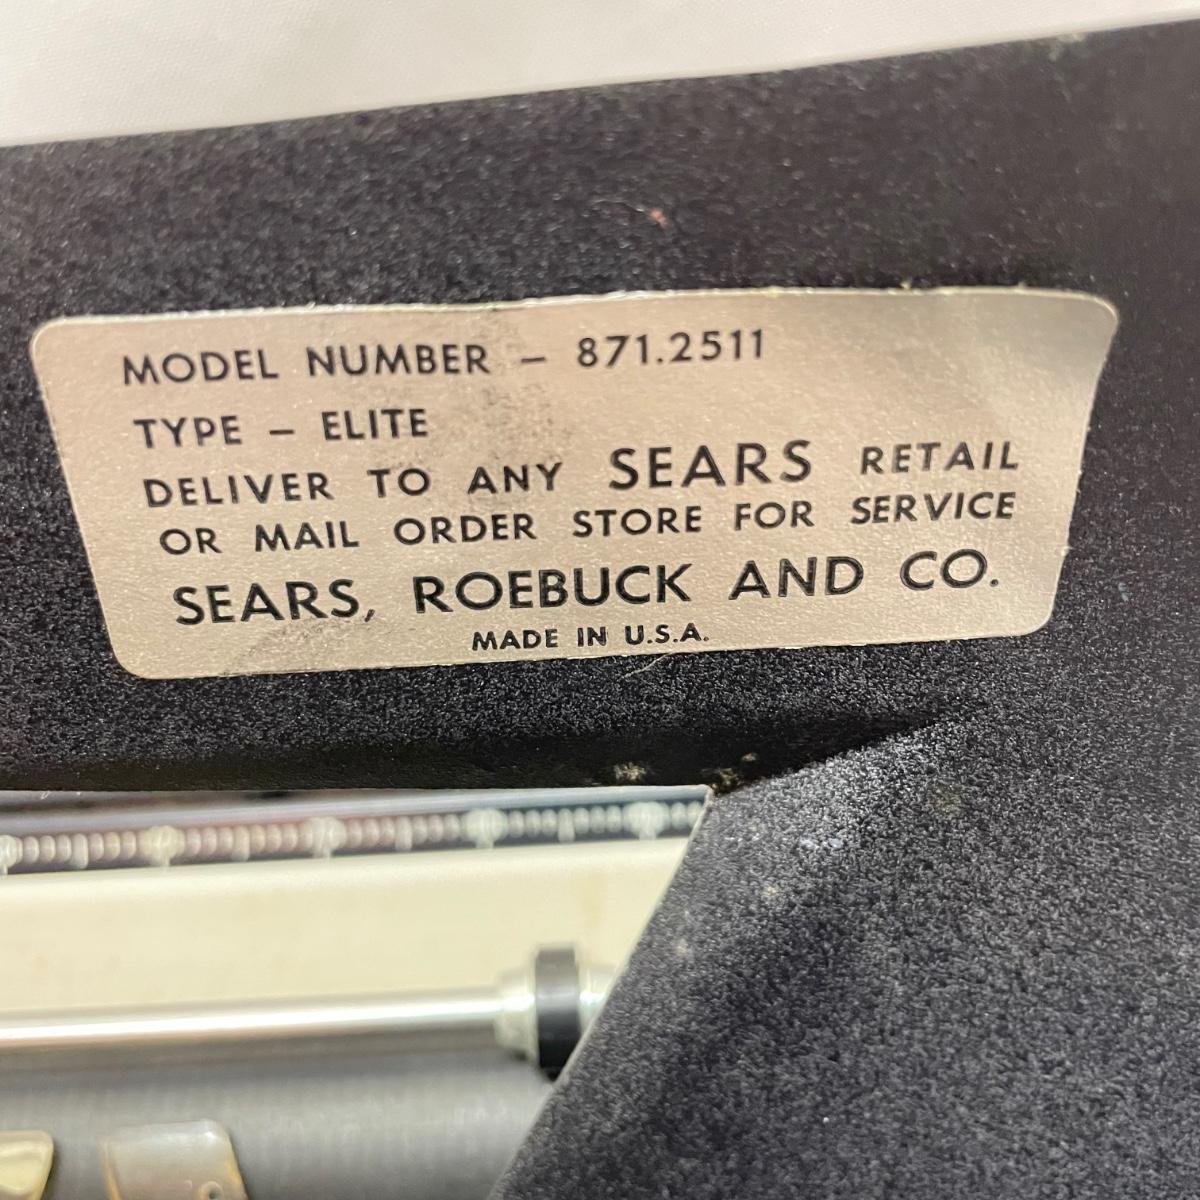 MODEL NUMBER – 871.2511
TYPE – ELITE
DELIVER TO ANY SEARS RETAIL
OR MAIL ORDER STORE FOR SERVICE
SEARS, ROEBUCK AND CO.
MADE IN U.S.A.